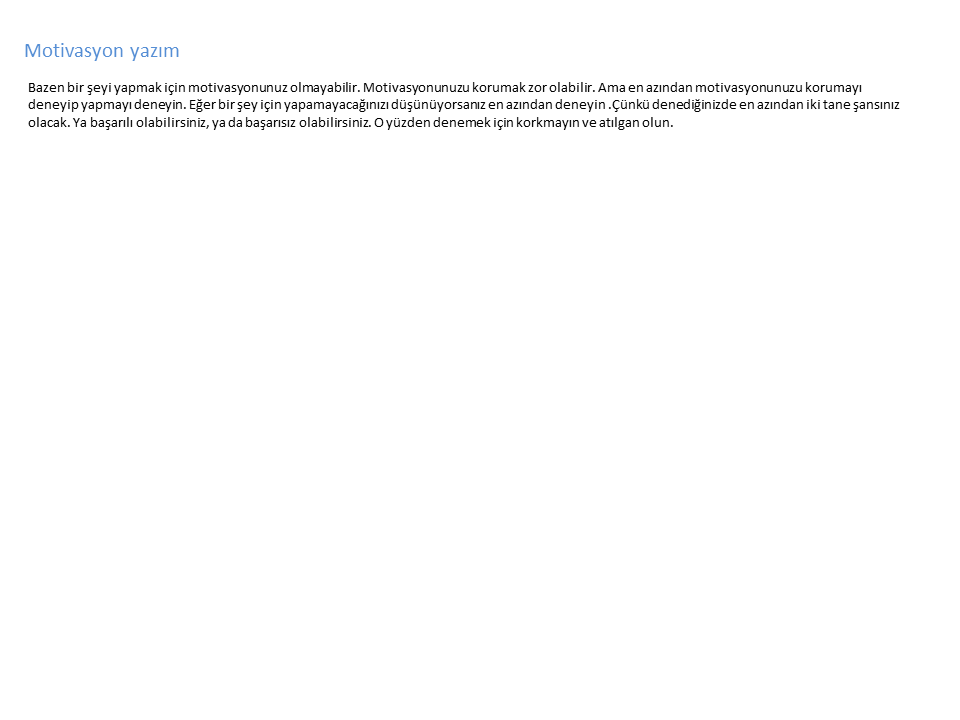 Motivasyon yazım
Bazen bir şeyi yapmak için motivasyonunuz olmayabilir. Motivasyonunuzu korumak zor olabilir. Ama en azından motivasyonunuzu korumayı
deneyip yapmayı deneyin. Eğer bir şey için yapamayacağınızı düşünüyorsanız en azından deneyin .Çünkü denediğinizde en azından iki tane şansınız
olacak. Ya başarılı olabilirsiniz, ya da başarısız olabilirsiniz. O yüzden denemek için korkmayın ve atılgan olun.